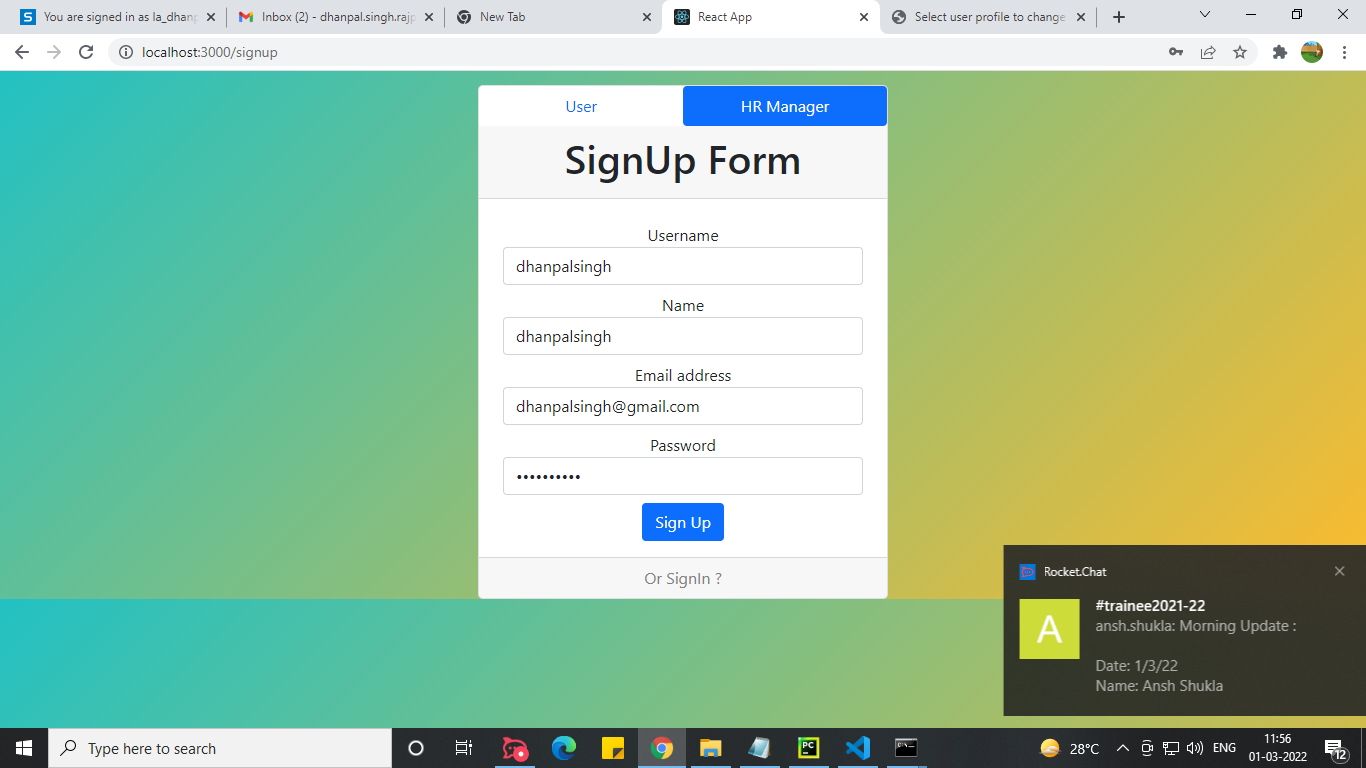 You are signed in as la_dhanp
Inbox (2) - dhanpal.singh.rajp
New Tab
React App
Select user profile to change
localhost:3000/signup
User
HR Manager
SignUp Form
Username
dhanpalsingh
Name
dhanpalsingh
Email address
dhanpalsingh@gmail.com
Password
••••••••••
Sign Up
Or SignIn ?
Rocket.Chat
A
#trainee2021-22
ansh.shukla: Morning Update :
Date: 1/3/22
Name: Ansh Shukla
Type here to search
PC
28°C
ENG
11:56
01-03-2022
12